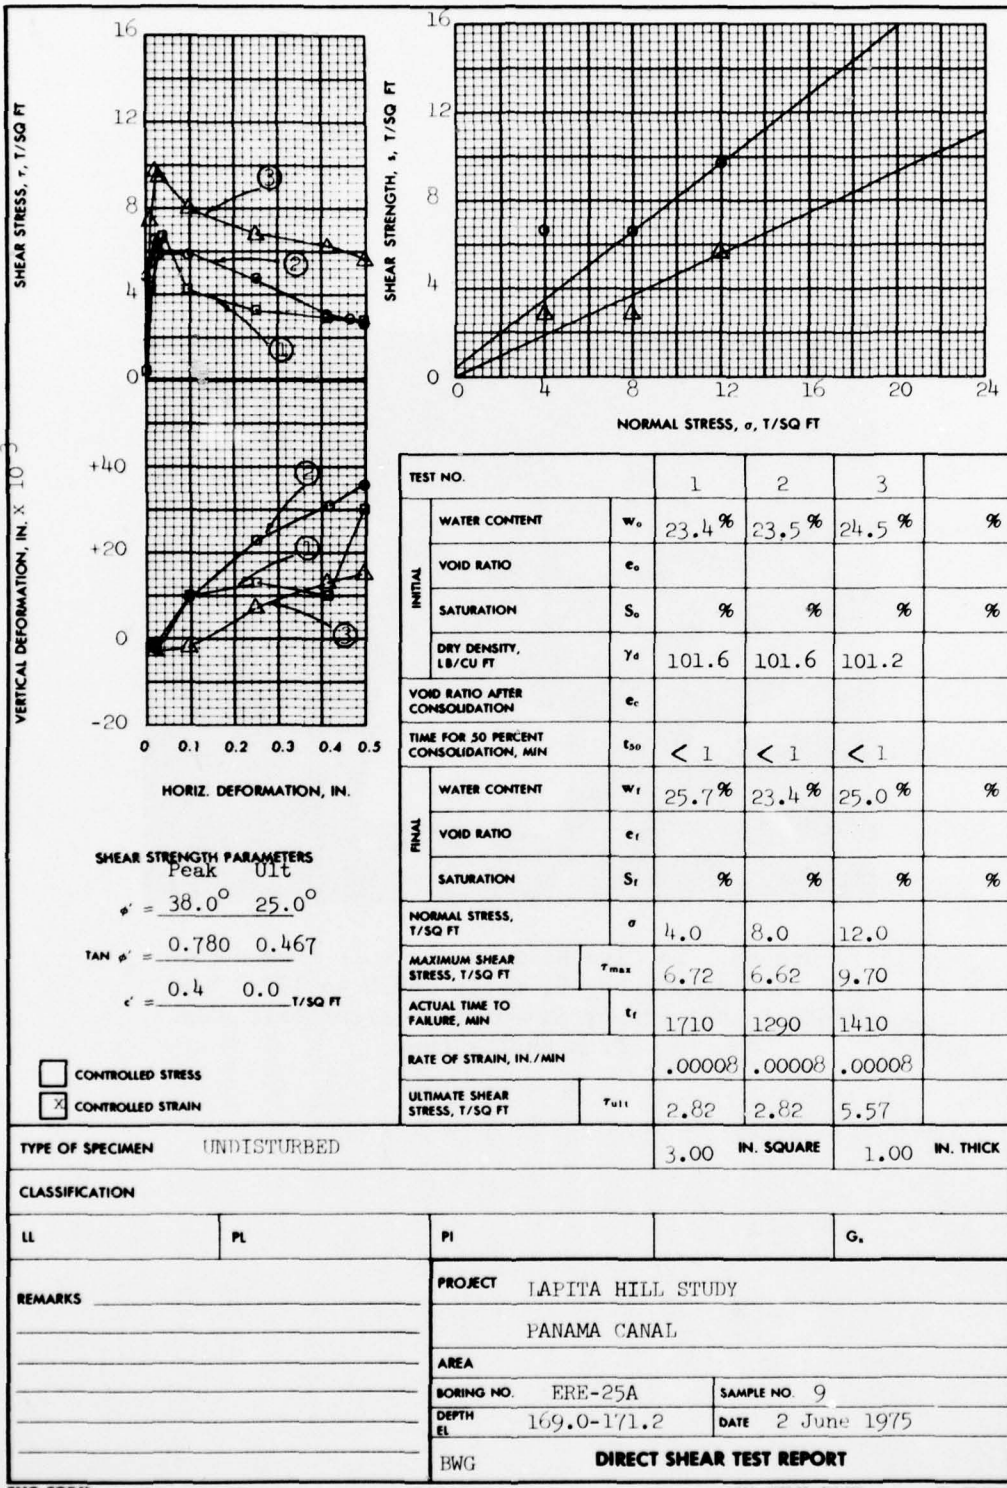 SHEAR STRESS, τ, T/SQ FT
16
12
8
4
0
③
②
①
VERTICAL DEFORMATION, IN. X 10⁻³
+40
+20
0
-20
②
①
③
0 0.1 0.2 0.3 0.4 0.5
HORIZ. DEFORMATION, IN.
SHEAR STRENGTH, s, T/SQ FT
16
12
8
4
0
0 4 8 12 16 20 24
NORMAL STRESS, σ, T/SQ FT
SHEAR STRENGTH PARAMETERS
Peak Ult
φ' = 38.0° 25.0°
TAN φ' = 0.780 0.467
c' = 0.4 0.0 T/SQ FT
CONTROLLED STRESS
X CONTROLLED STRAIN
TEST NO. 1 2 3
INITIAL
WATER CONTENT w₀ 23.4 % 23.5 % 24.5 % %
VOID RATIO e₀
SATURATION S₀ % % % %
DRY DENSITY, LB/CU FT γd 101.6 101.6 101.2
VOID RATIO AFTER CONSOLIDATION ec
TIME FOR 50 PERCENT CONSOLIDATION, MIN t₅₀ < 1 < 1 < 1
FINAL
WATER CONTENT wf 25.7 % 23.4 % 25.0 % %
VOID RATIO ef
SATURATION Sf % % % %
NORMAL STRESS, T/SQ FT σ 4.0 8.0 12.0
MAXIMUM SHEAR STRESS, T/SQ FT τmax 6.72 6.62 9.70
ACTUAL TIME TO FAILURE, MIN tf 1710 1290 1410
RATE OF STRAIN, IN./MIN .00008 .00008 .00008
ULTIMATE SHEAR STRESS, T/SQ FT τult 2.82 2.82 5.57
TYPE OF SPECIMEN UNDISTURBED 3.00 IN. SQUARE 1.00 IN. THICK
CLASSIFICATION
LL PL PI Gs
REMARKS
PROJECT LAPITA HILL STUDY
PANAMA CANAL
AREA
BORING NO. ERE-25A SAMPLE NO. 9
DEPTH EL 169.0-171.2 DATE 2 June 1975
BWG DIRECT SHEAR TEST REPORT